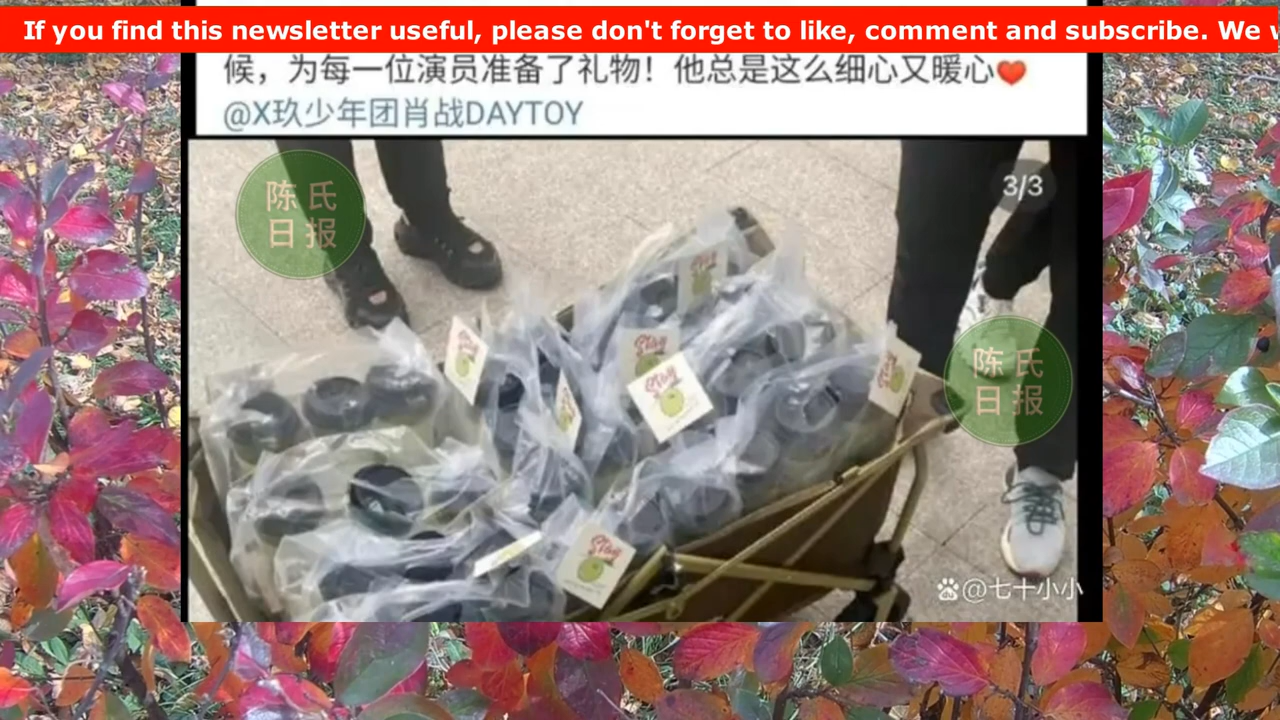 If you find this newsletter useful, please don't forget to like, comment and subscribe. We
候，为每一位演员准备了礼物！他总是这么细心又暖心
@X玖少年团肖战DAYTOY
3/3
陈氏
日报
陈氏
日报
Stay
Stay
Stay
@七十小小